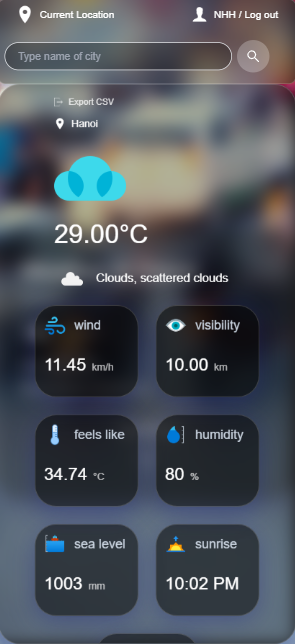 Current Location
NHH / Log out
Type name of city
Export CSV
Hanoi
29.00°C
Clouds, scattered clouds
wind
visibility
11.45 km/h
10.00 km
feels like
humidity
34.74 °C
80 %
sea level
sunrise
1003 mm
10:02 PM